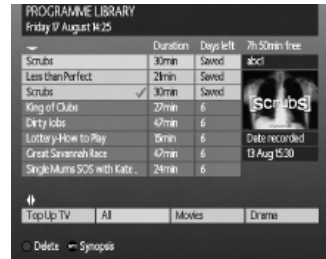 PROGRAMME LIBRARY
Friday 17 August 14:25
Duration Days left 7h 50min free
Scrubs 30min Saved abc1
Less than Perfect 21min Saved
Scrubs ✓ 30min Saved
King of Clubs 27min 6 [scrubs]
Dirty Jobs 47min 6
Lottery-How to Play 15min 6 Date recorded
Great Savannah Race 47min 6 13 Aug 15:30
Single Mums SOS with Kate.. 24min 6
Top Up TV All Movies Drama
Delete Synopsis